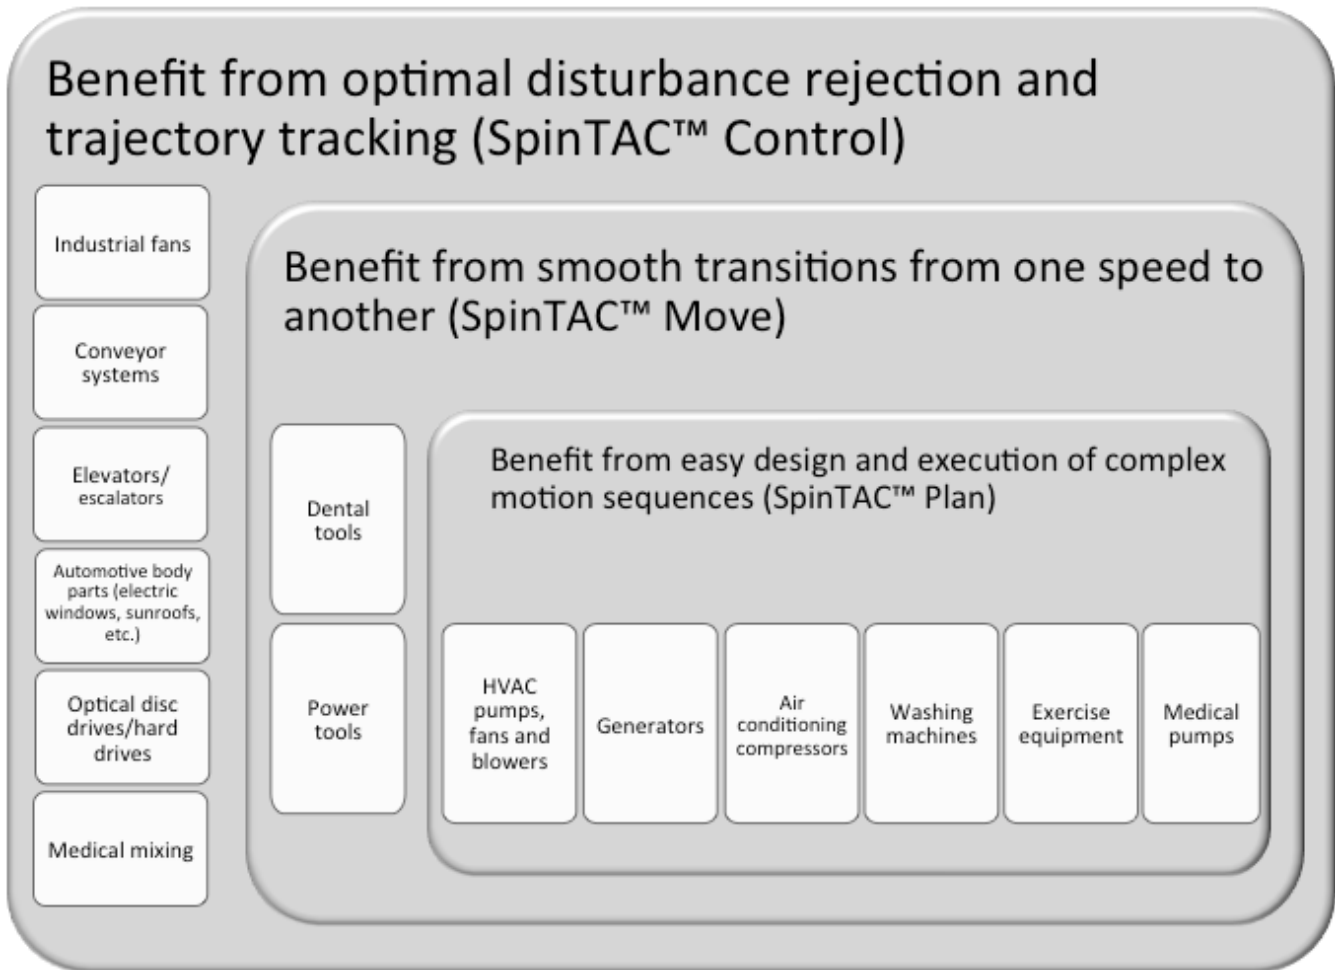 Benefit from optimal disturbance rejection and
trajectory tracking (SpinTAC™ Control)
Industrial fans
Conveyor
systems
Elevators/
escalators
Automotive body
parts (electric
windows, sunroofs,
etc.)
Optical disc
drives/hard
drives
Medical mixing
Benefit from smooth transitions from one speed to
another (SpinTAC™ Move)
Dental
tools
Power
tools
Benefit from easy design and execution of complex
motion sequences (SpinTAC™ Plan)
HVAC
pumps,
fans and
blowers
Generators
Air
conditioning
compressors
Washing
machines
Exercise
equipment
Medical
pumps